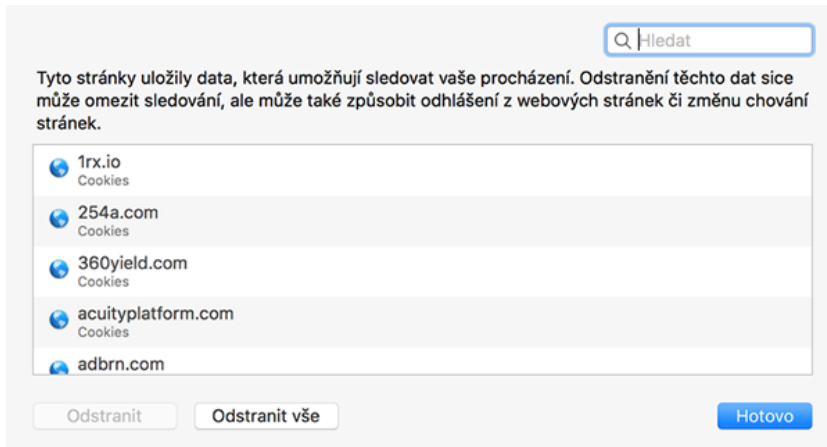 Hledat
Tyto stránky uložily data, která umožňují sledovat vaše procházení. Odstranění těchto dat sice
může omezit sledování, ale může také způsobit odhlášení z webových stránek či změnu chování
stránek.
1rx.io
Cookies
254a.com
Cookies
360yield.com
Cookies
acuityplatform.com
Cookies
adbrn.com
Odstranit
Odstranit vše
Hotovo